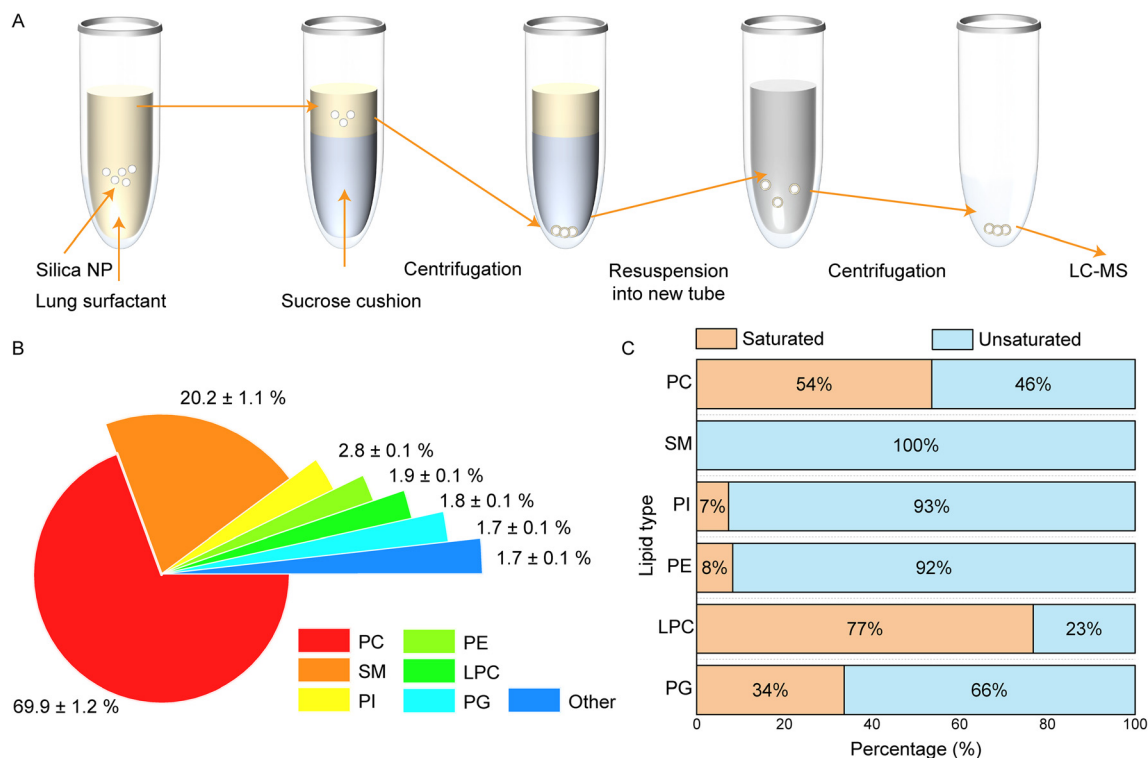 A
Silica NP
Lung surfactant
Sucrose cushion
Centrifugation
Resuspension
into new tube
Centrifugation
LC-MS
B
20.2 ± 1.1 %
2.8 ± 0.1 %
1.9 ± 0.1 %
1.8 ± 0.1 %
1.7 ± 0.1 %
1.7 ± 0.1 %
69.9 ± 1.2 %
PC
PE
SM
LPC
PI
PG
Other
C
Saturated
Unsaturated
Lipid type
PC
54%
46%
SM
100%
PI
7%
93%
PE
8%
92%
LPC
77%
23%
PG
34%
66%
0
20
40
60
80
100
Percentage (%)